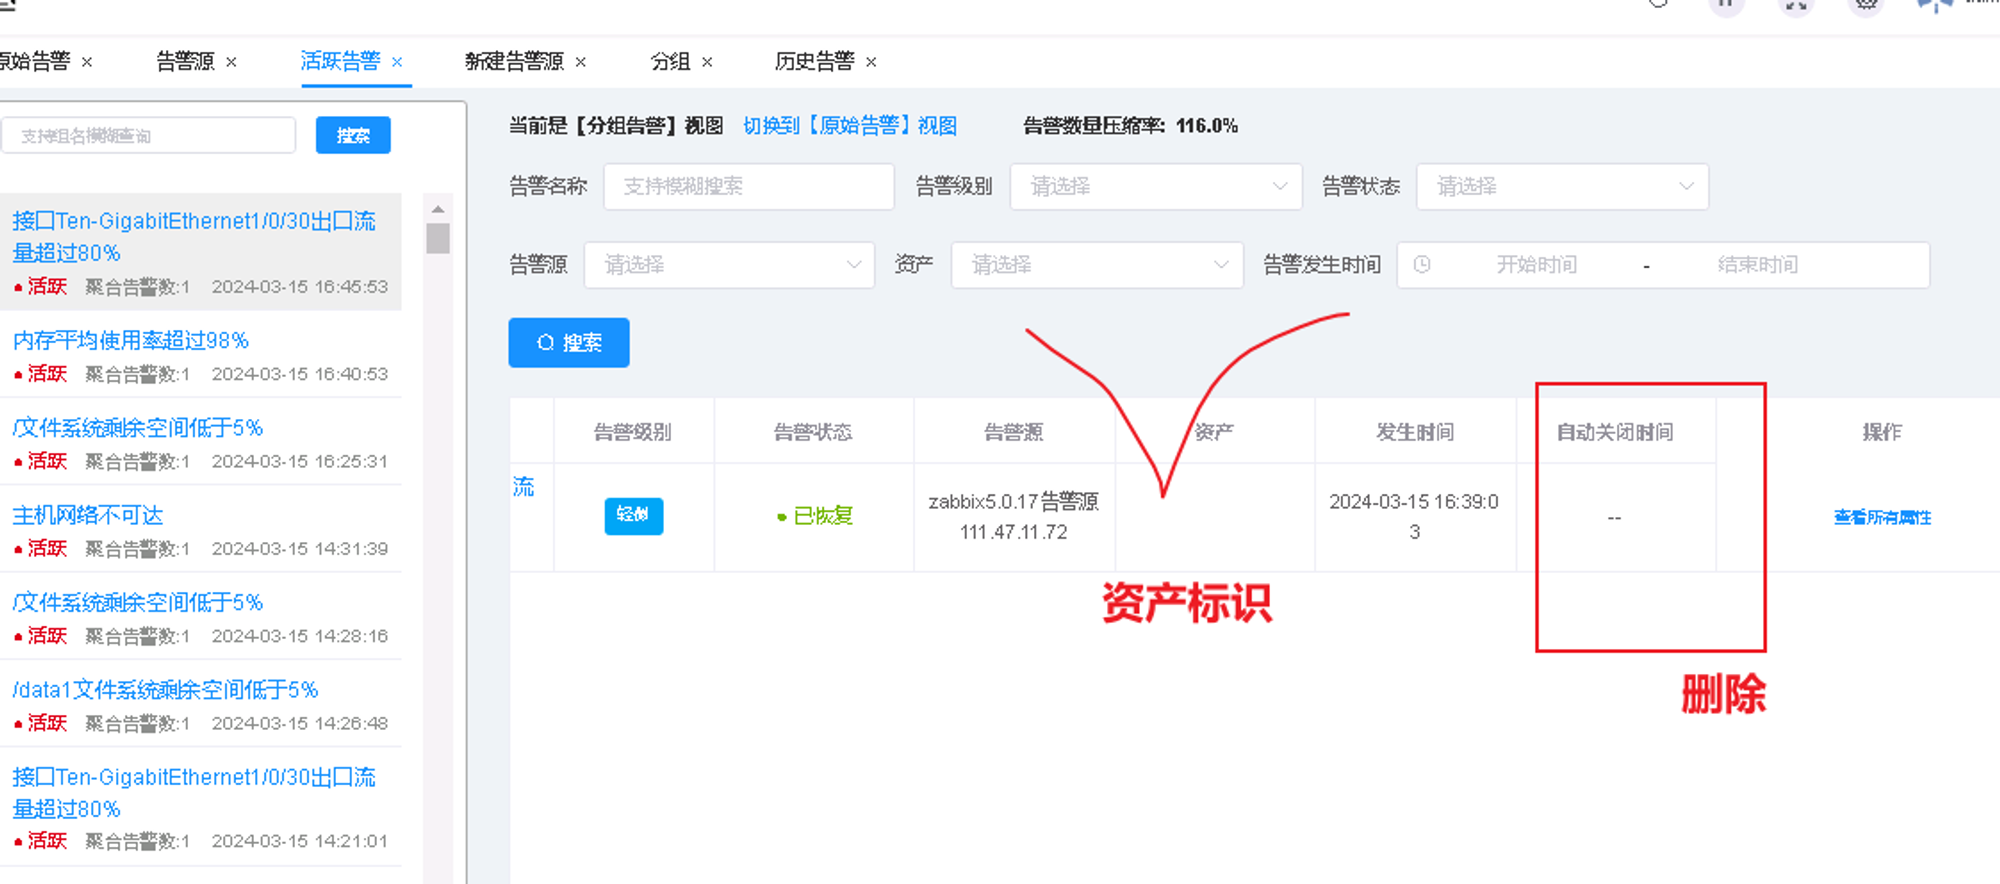 原始告警 ×
告警源 ×
活跃告警 ×
新建告警源 ×
分组 ×
历史告警 ×
支持组名模糊查询
搜索
接口Ten-GigabitEthernet1/0/30出口流
量超过80%
活跃 聚合告警数:1 2024-03-15 16:45:53
内存平均使用率超过98%
活跃 聚合告警数:1 2024-03-15 16:40:53
/文件系统剩余空间低于5%
活跃 聚合告警数:1 2024-03-15 16:25:31
主机网络不可达
活跃 聚合告警数:1 2024-03-15 14:31:39
/文件系统剩余空间低于5%
活跃 聚合告警数:1 2024-03-15 14:28:16
/data1文件系统剩余空间低于5%
活跃 聚合告警数:1 2024-03-15 14:26:48
接口Ten-GigabitEthernet1/0/30出口流
量超过80%
活跃 聚合告警数:1 2024-03-15 14:21:01
当前是【分组告警】视图 切换到【原始告警】视图 告警数量压缩率: 116.0%
告警名称 支持模糊搜索 告警级别 请选择 告警状态 请选择
告警源 请选择 资产 请选择 告警发生时间 开始时间 - 结束时间
搜索
告警级别 告警状态 告警源 资产 发生时间 自动关闭时间 操作
流
轻微
已恢复
zabbix5.0.17告警源
111.47.11.72
2024-03-15 16:39:0
3
--
查看所有属性
资产标识
删除